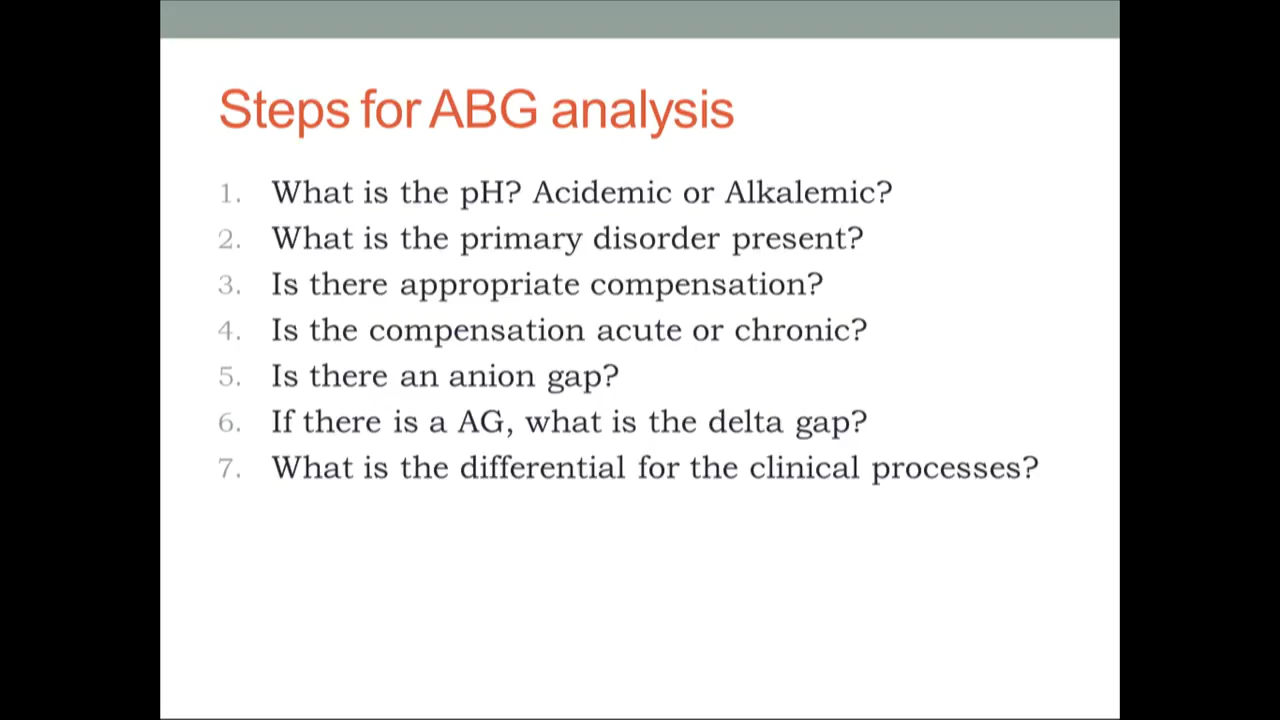 Steps for ABG analysis
1. What is the pH? Acidemic or Alkalemic?
2. What is the primary disorder present?
3. Is there appropriate compensation?
4. Is the compensation acute or chronic?
5. Is there an anion gap?
6. If there is a AG, what is the delta gap?
7. What is the differential for the clinical processes?